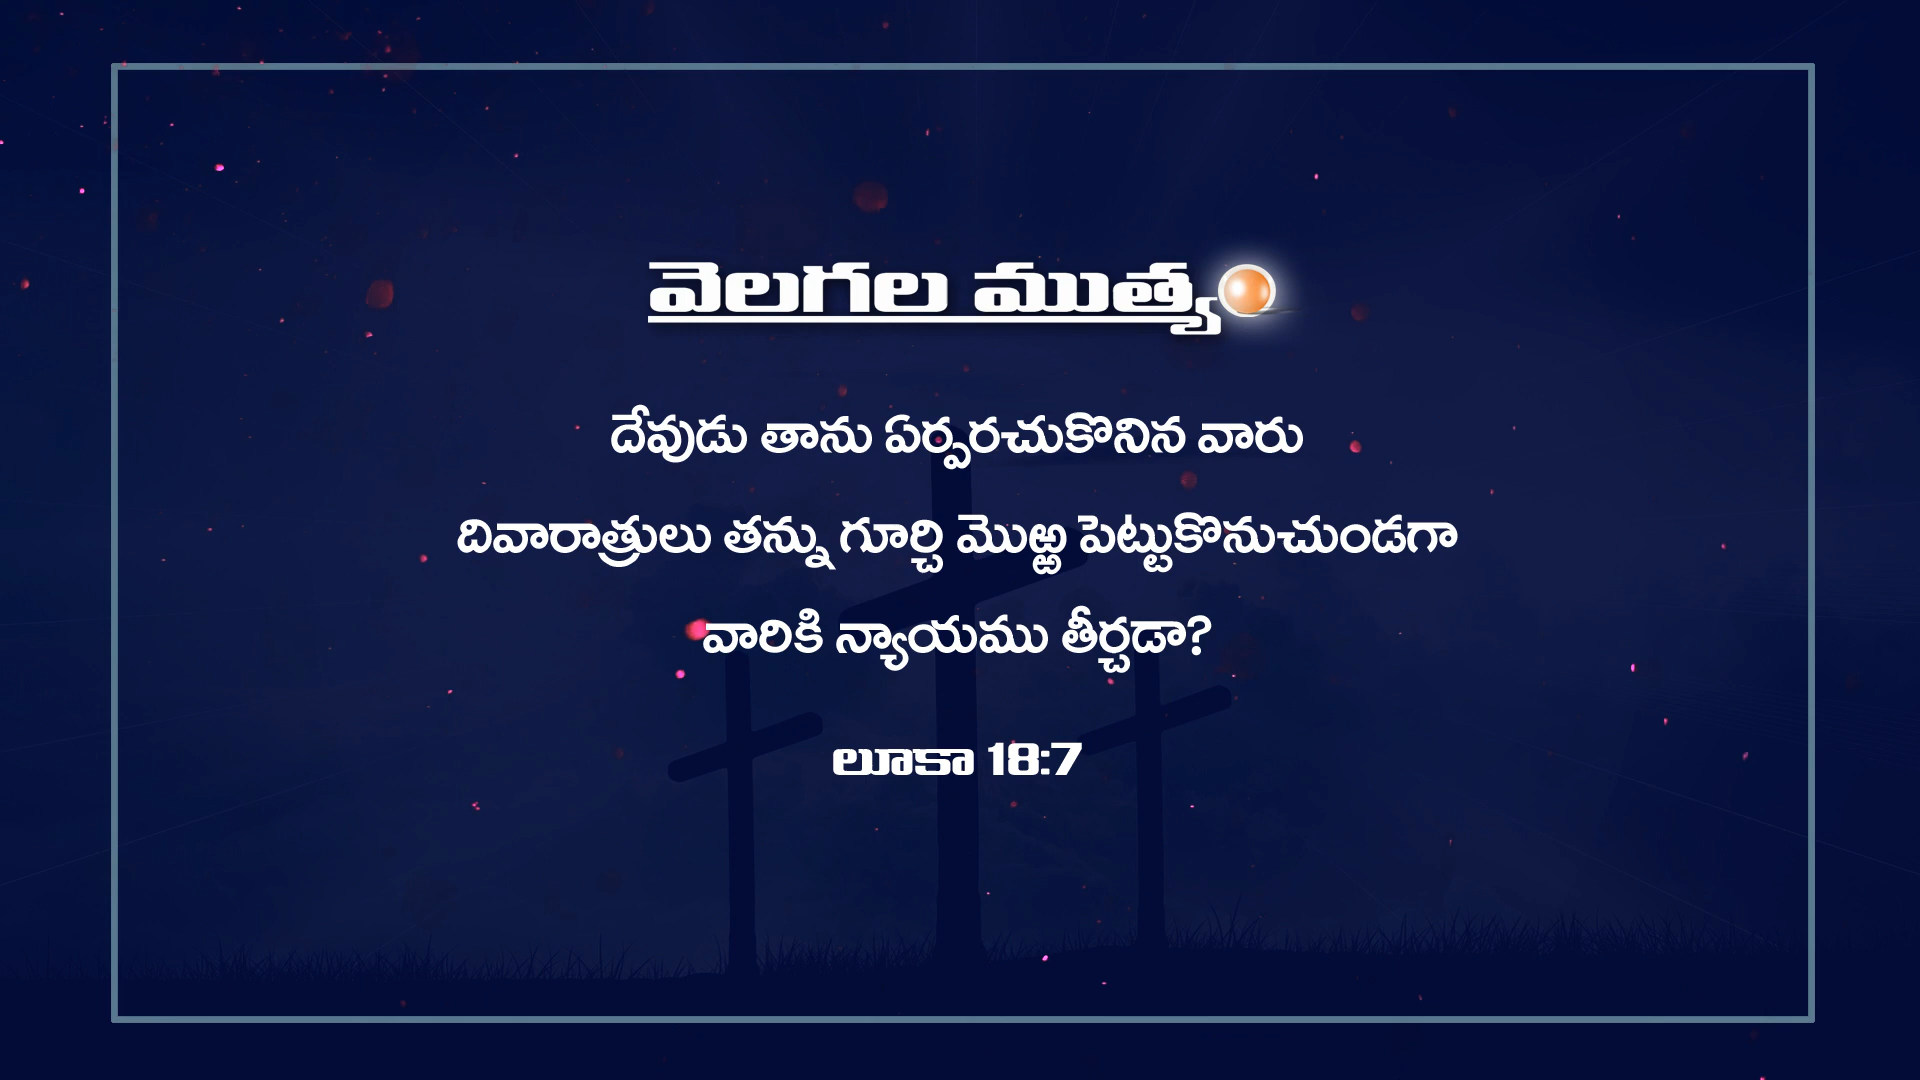 వెలగల ముత్యం
దేవుడు తాను ఏర్పరచుకొనిన వారు
దివారాత్రులు తన్ను గూర్చి మొఱ్ఱ పెట్టుకొనుచుండగా
వారికి న్యాయము తీర్చడా?
లూకా 18:7